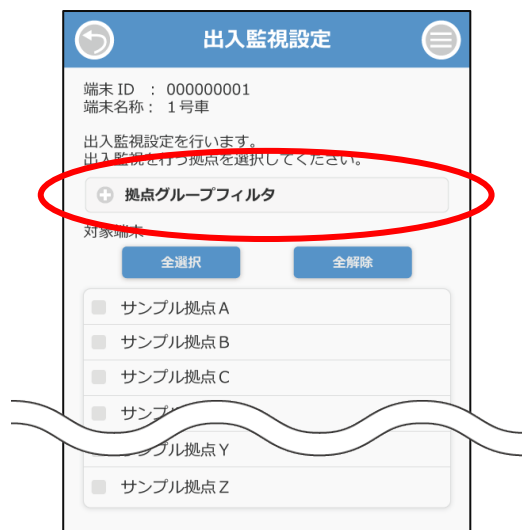 出入監視設定
端末 ID ： 000000001
端末名称： 1号車
出入監視設定を行います。
出入監視を行う拠点を選択してください。
拠点グループフィルタ
対象端末
全選択 全解除
サンプル拠点A
サンプル拠点B
サンプル拠点C
サンプル
サンプル拠点Y
サンプル拠点Z